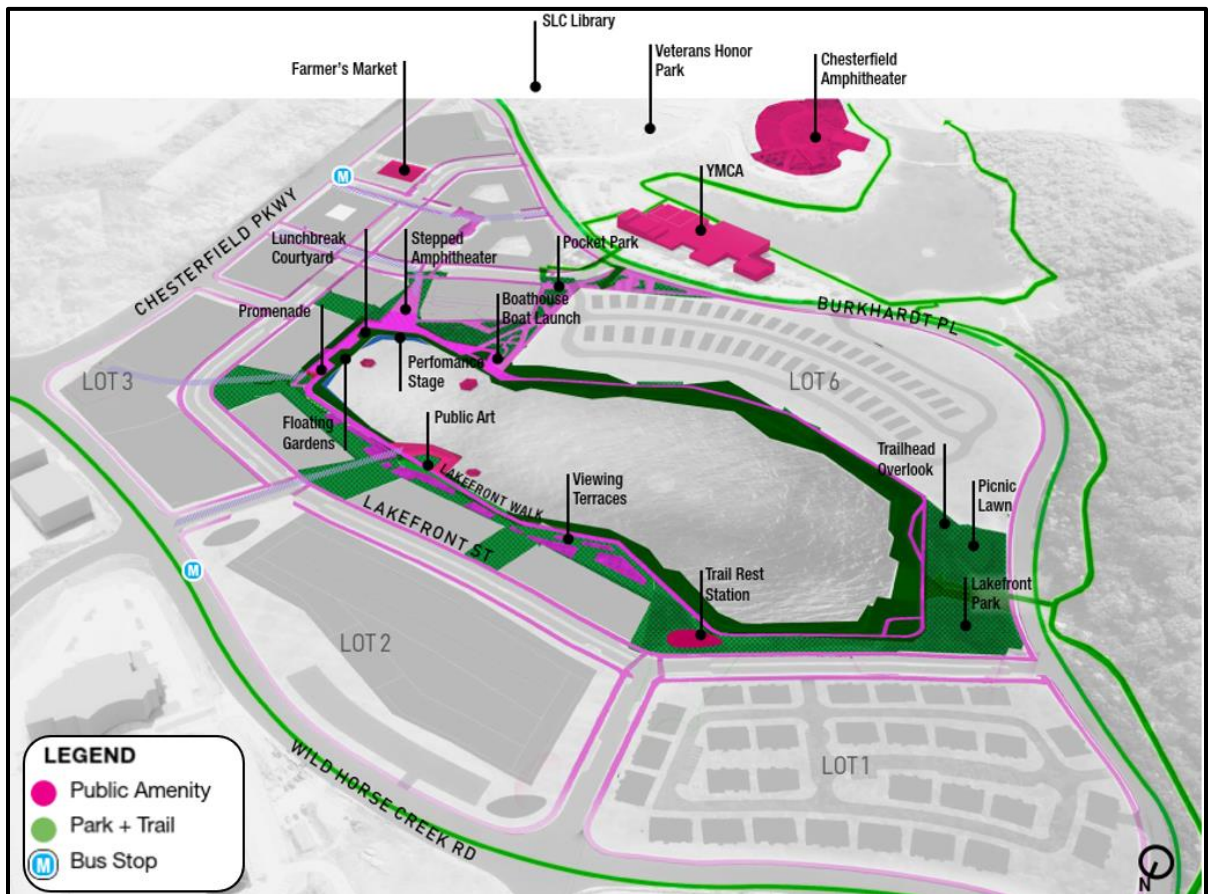 SLC Library
Farmer's Market
Veterans Honor
Park
Chesterfield
Amphitheater
M
YMCA
CHESTERFIELD PKWY
Lunchbreak
Courtyard
Stepped
Amphitheater
Pocket Park
Promenade
Boathouse
Boat Launch
BURKHARDT PL
LOT 3
Perfomance
Stage
LOT 6
Floating
Gardens
Public Art
Trailhead
Overlook
LAKEFRONT WALK
Viewing
Terraces
Picnic
Lawn
LAKEFRONT ST
M
Trail Rest
Station
Lakefront
Park
LOT 2
LOT 1
WILD HORSE CREEK RD
LEGEND
Public Amenity
Park + Trail
M Bus Stop
N